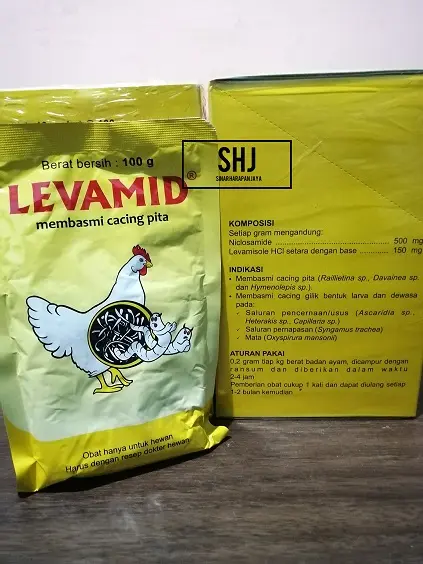 Berat bersih : 100 g
LEVAMID®
membasmi cacing pita
Obat hanya untuk hewan
Harus dengan resep dokter hewan
SHJ
SINARHARAPANJAYA
KOMPOSISI
Setiap gram mengandung:
Niclosamide ........................................ 500 mg
Levamisole HCl setara dengan base ........... 150 mg
INDIKASI
• Membasmi cacing pita (Raillietina sp., Davainea sp.
dan Hymenolepis sp.).
• Membasmi cacing gilik bentuk larva dan dewasa
pada:
✓ Saluran pencernaan/usus (Ascaridia sp.,
Heterakis sp., Capillaria sp.)
✓ Saluran pernapasan (Syngamus trachea)
✓ Mata (Oxyspirura mansonii)
ATURAN PAKAI
0,2 gram tiap kg berat badan ayam, dicampur dengan
ransum dan diberikan dalam waktu
2-4 jam
Pemberian obat cukup 1 kali dan dapat diulang setiap
1-2 bulan kemudian.